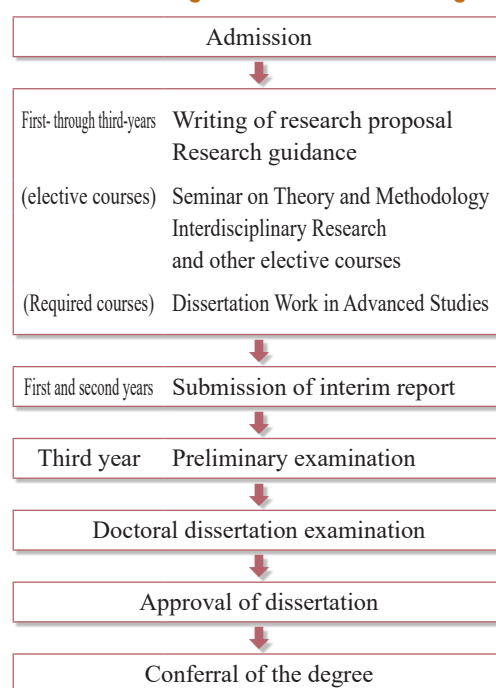 Admission
First- through third-years Writing of research proposal
Research guidance
(elective courses) Seminar on Theory and Methodology
Interdisciplinary Research
and other elective courses
(Required courses) Dissertation Work in Advanced Studies
First and second years Submission of interim report
Third year Preliminary examination
Doctoral dissertation examination
Approval of dissertation
Conferral of the degree